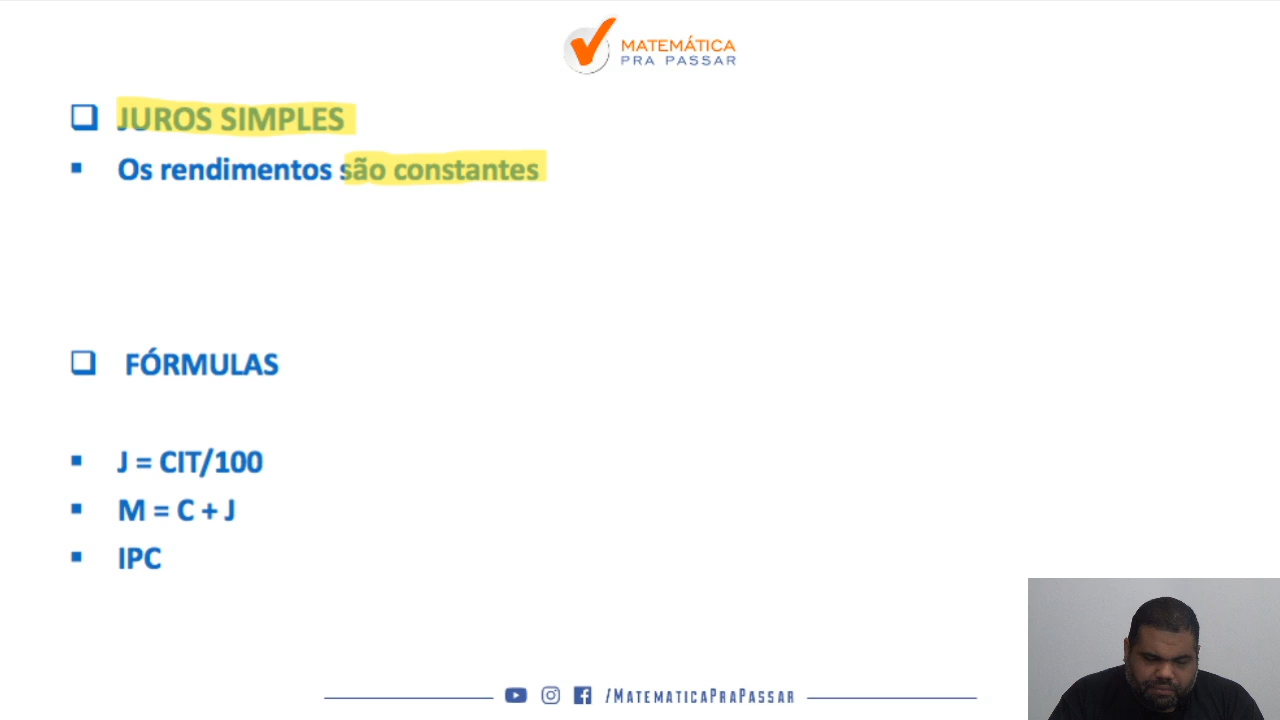 MATEMÁTICA
PRA PASSAR
JUROS SIMPLES
Os rendimentos são constantes
FÓRMULAS
J = CIT/100
M = C + J
IPC
/MATEMATICAPRAPASSAR